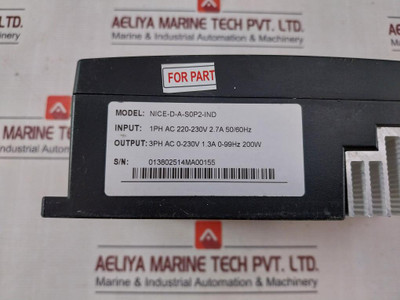 AELIYA MARINE TECH PVT. LTD.
Marine & Industrial Automation & Machinery
FOR PART
MODEL: NICE-D-A-S0P2-IND
INPUT: 1PH AC 220-230V 2.7A 50/60Hz
OUTPUT: 3PH AC 0-230V 1.3A 0-99Hz 200W
S/N: 013802514MA00155
AELIYA MARINE TECH PVT. LTD.
Marine & Industrial Automation & Machinery